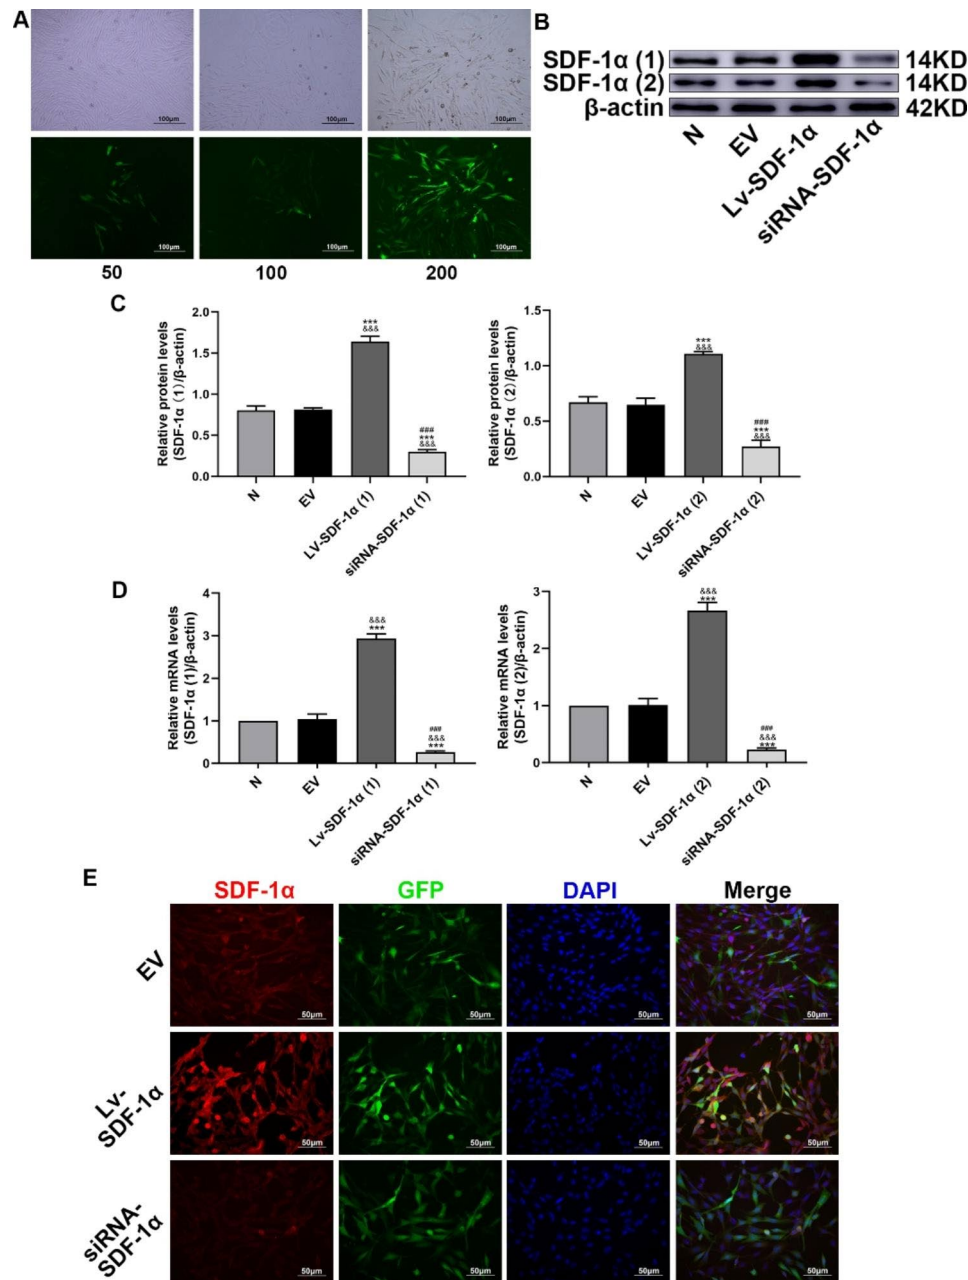 A
100μm 100μm 100μm
100μm 100μm 100μm
50 100 200
B
SDF-1α (1) 14KD
SDF-1α (2) 14KD
β-actin 42KD
N EV Lv-SDF-1α siRNA-SDF-1α
C
Relative protein levels
(SDF-1α (1)/β-actin)
2.0
1.5
1.0
0.5
0.0
***
&&&
###
***
&&&
N EV LV-SDF-1α (1) siRNA-SDF-1α (1)
Relative protein levels
(SDF-1α (2)/β-actin)
1.5
1.0
0.5
0.0
***
&&&
###
***
&&&
N EV Lv-SDF-1α (2) siRNA-SDF-1α (2)
D
Relative mRNA levels
(SDF-1α (1)/β-actin)
4
3
2
1
0
&&&
***
###
&&&
***
N EV Lv-SDF-1α (1) siRNA-SDF-1α (1)
Relative mRNA levels
(SDF-1α (2)/β-actin)
3
2
1
0
&&&
***
###
&&&
***
N EV Lv-SDF-1α (2) siRNA-SDF-1α (2)
E
SDF-1α GFP DAPI Merge
EV
50μm 50μm 50μm 50μm
Lv-
SDF-1α
50μm 50μm 50μm 50μm
siRNA-
SDF-1α
50μm 50μm 50μm 50μm